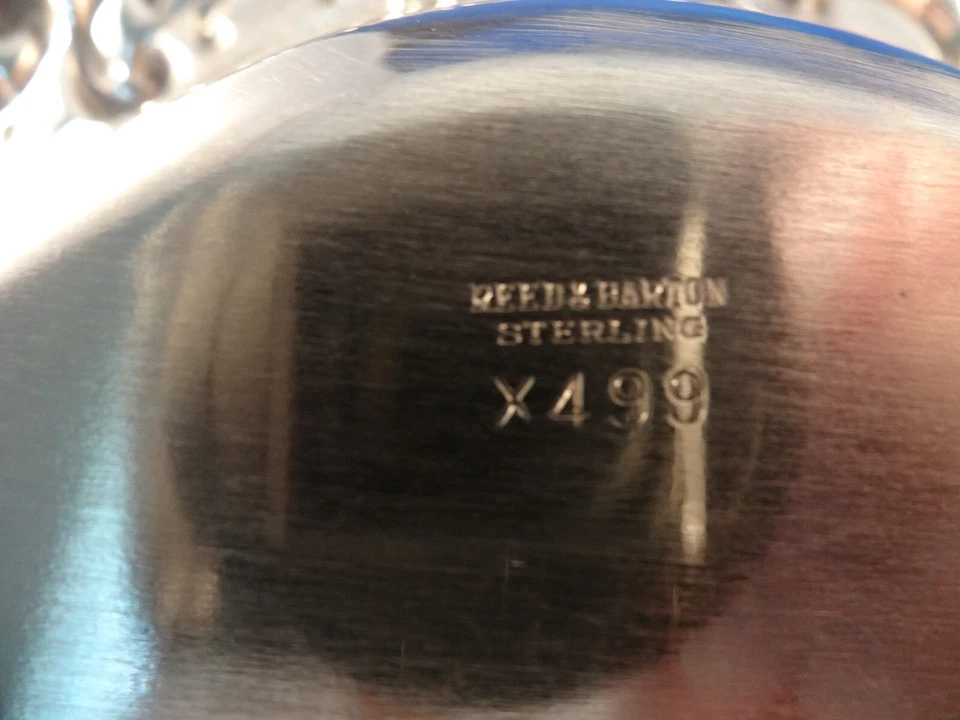 REED & BARTON
STERLING
X499